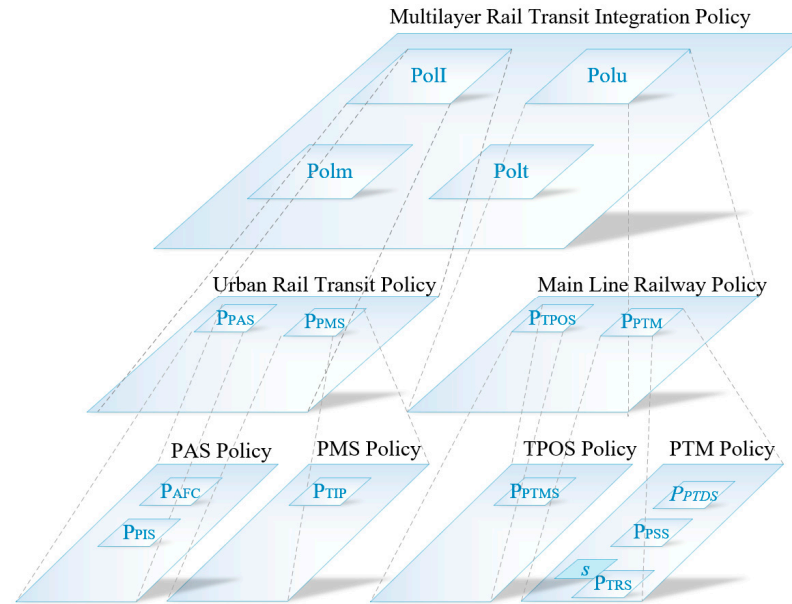 Multilayer Rail Transit Integration Policy
PolI Polu
Polm Polt
Urban Rail Transit Policy Main Line Railway Policy
PPAS PPMS PTPOS PPTM
PAS Policy PMS Policy TPOS Policy PTM Policy
PAFC PTIP PPTMS PPTDS
PPIS PPSS
s
PTRS